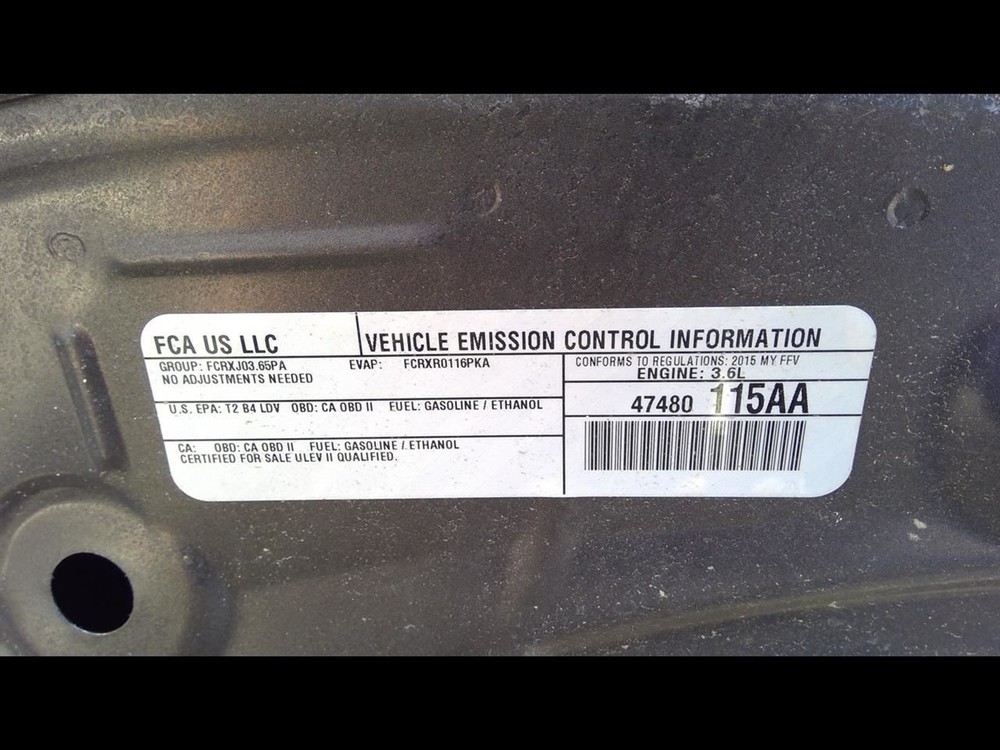 FCA US LLC
VEHICLE EMISSION CONTROL INFORMATION
GROUP: FCRXJ03.65PA EVAP: FCRXR0116PKA
NO ADJUSTMENTS NEEDED
CONFORMS TO REGULATIONS: 2015 MY FFV
ENGINE: 3.6L
U.S. EPA: T2 B4 LDV OBD: CA OBD II FUEL: GASOLINE / ETHANOL
47480 115AA
CA: OBD: CA OBD II FUEL: GASOLINE / ETHANOL
CERTIFIED FOR SALE ULEV II QUALIFIED.